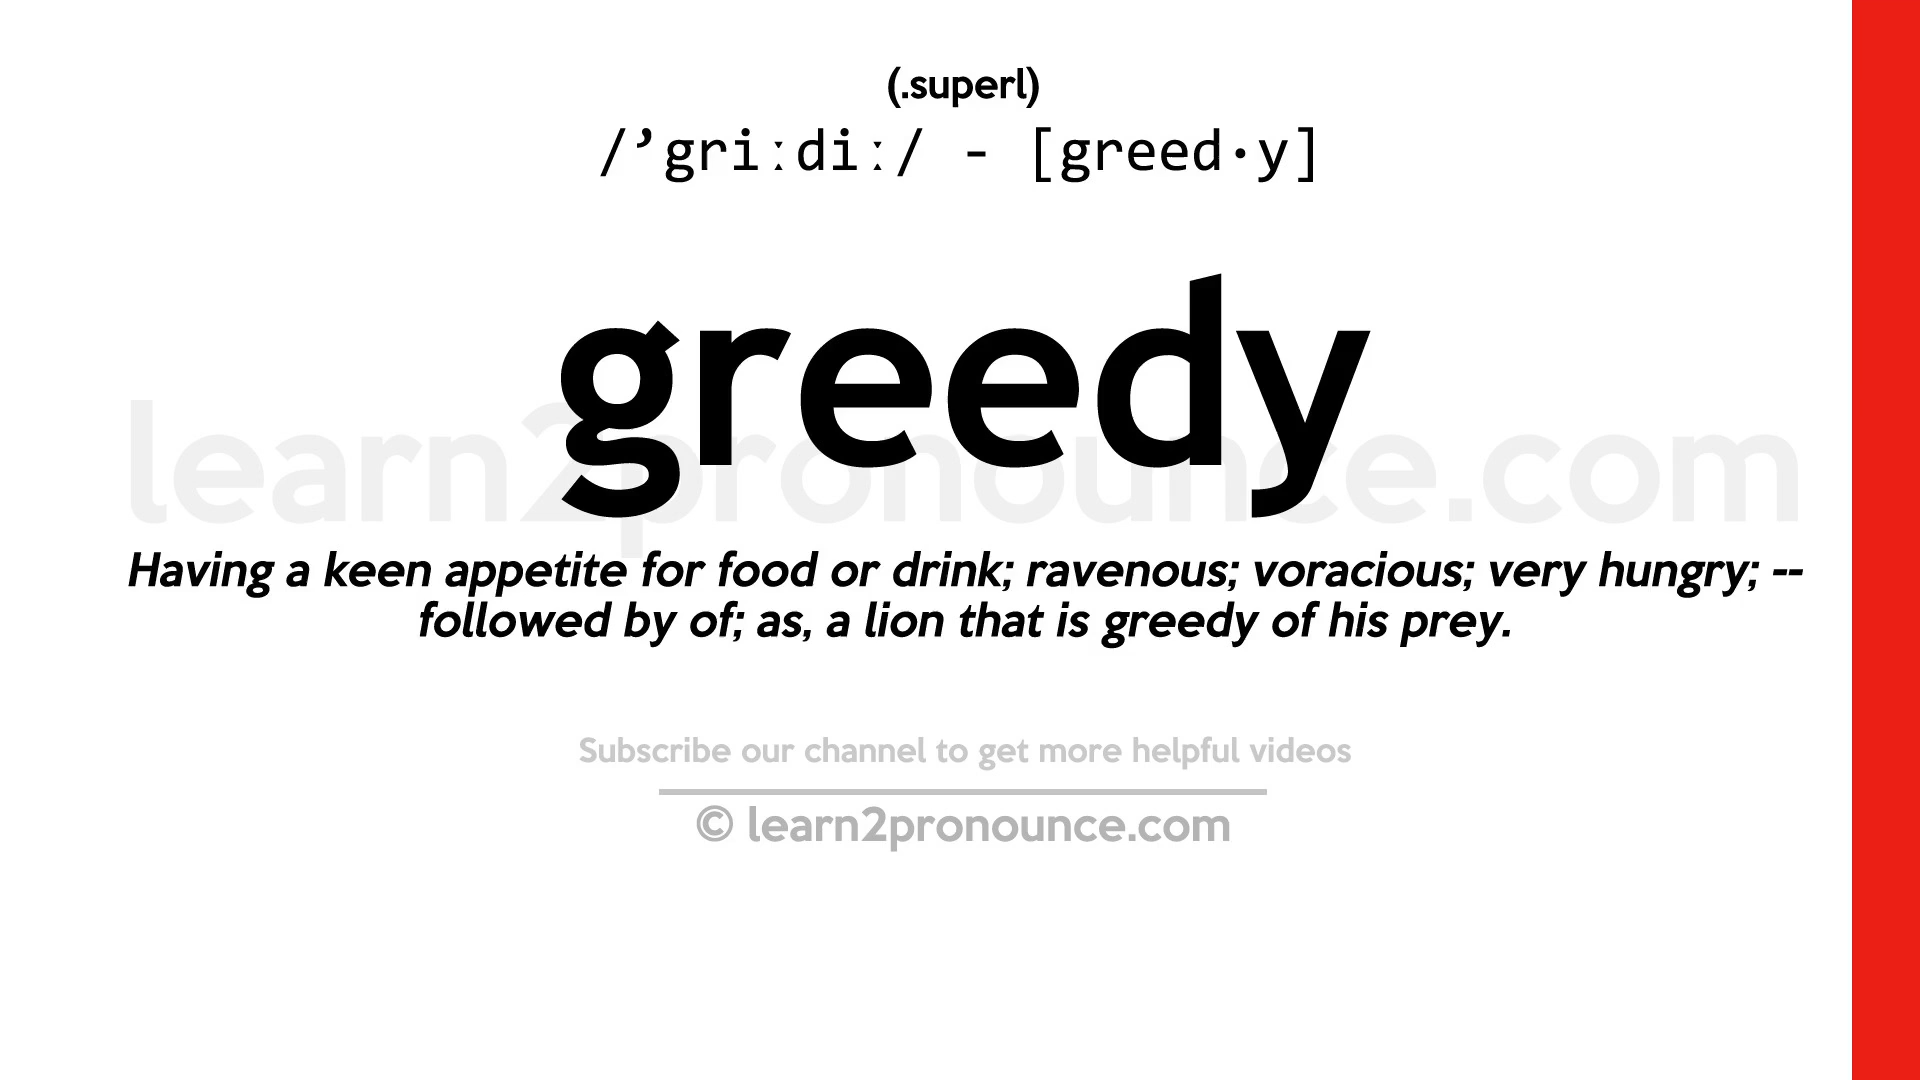 (.superl)
/’griːdiː/ - [greed·y]
greedy
learn2pronounce.com
Having a keen appetite for food or drink; ravenous; voracious; very hungry; --
followed by of; as, a lion that is greedy of his prey.
Subscribe our channel to get more helpful videos
© learn2pronounce.com